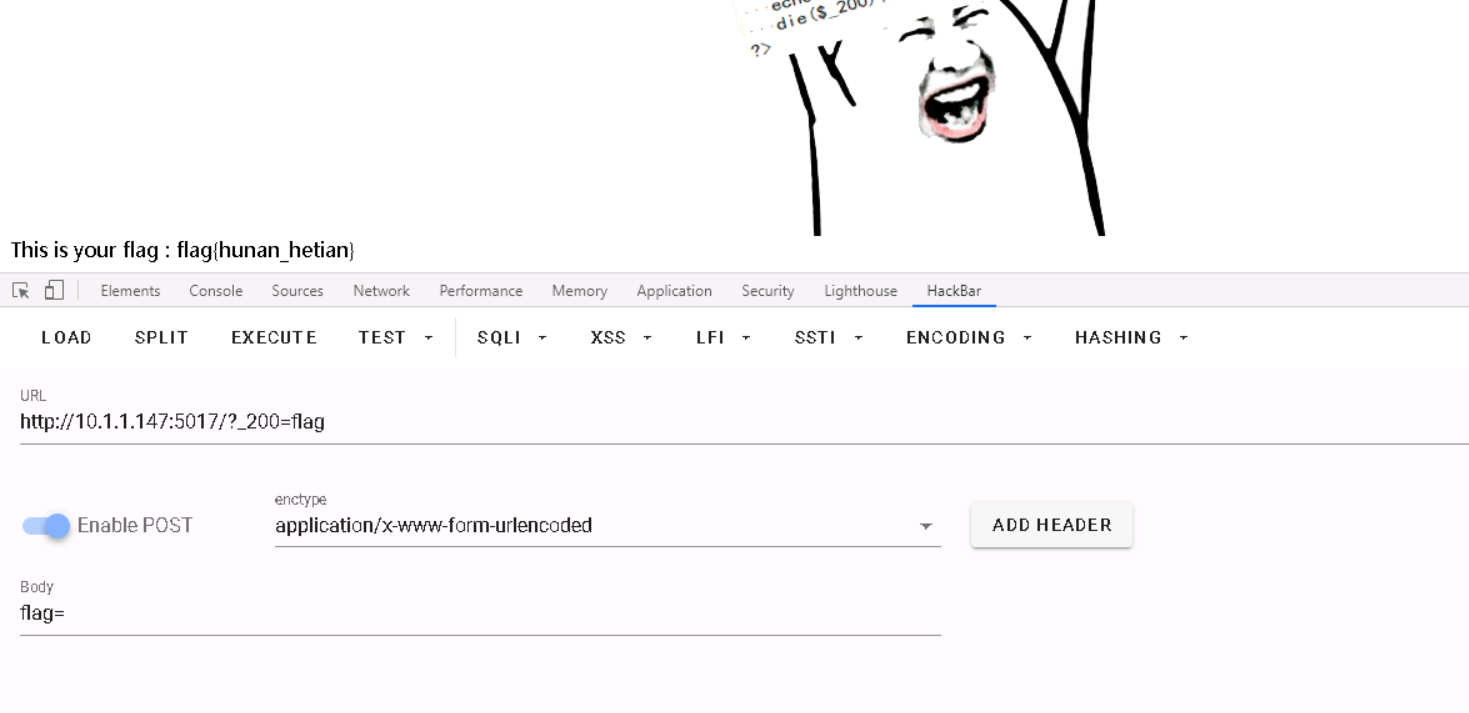 die($_200)
?>
This is your flag : flag{hunan_hetian}
Elements Console Sources Network Performance Memory Application Security Lighthouse HackBar
LOAD SPLIT EXECUTE TEST SQLI XSS LFI SSTI ENCODING HASHING
URL
http://10.1.1.147:5017/?_200=flag
enctype
Enable POST application/x-www-form-urlencoded ADD HEADER
Body
flag=